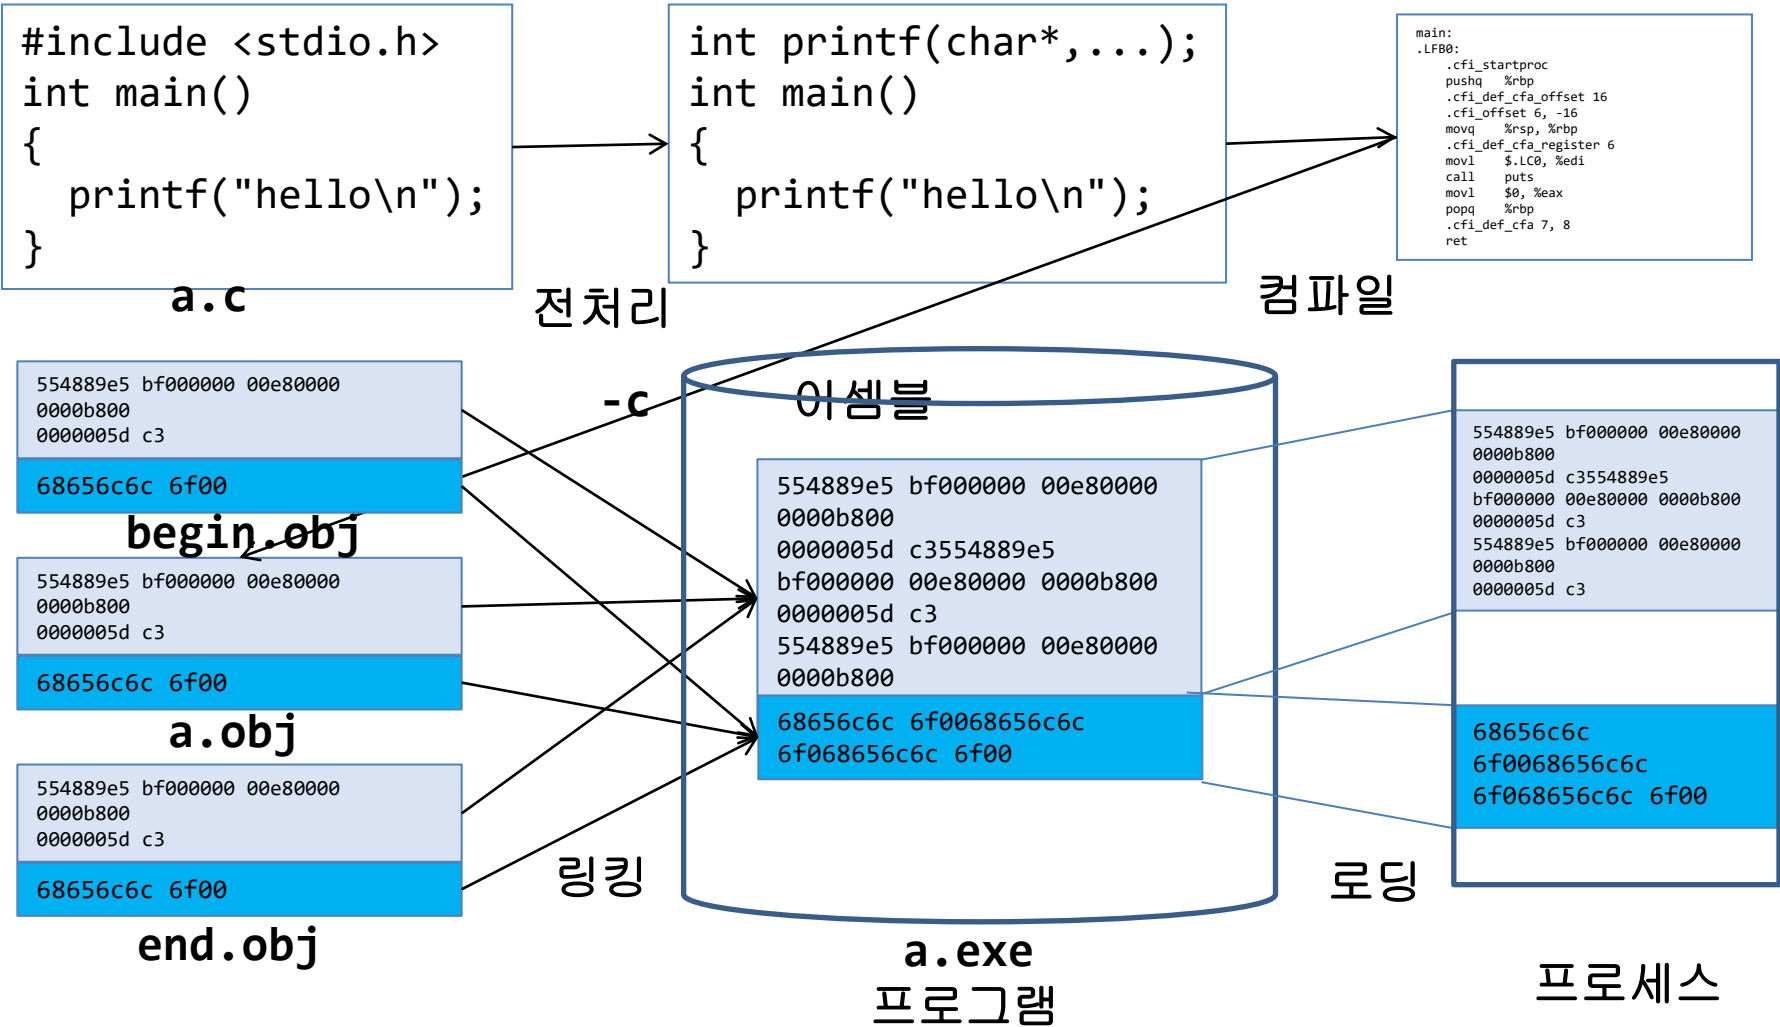 #include <stdio.h>
int main()
{
  printf("hello\n");
}
a.c
전처리
int printf(char*,...);
int main()
{
  printf("hello\n");
}
컴파일
main:
.LFB0:
    .cfi_startproc
    pushq   %rbp
    .cfi_def_cfa_offset 16
    .cfi_offset 6, -16
    movq    %rsp, %rbp
    .cfi_def_cfa_register 6
    movl    $.LC0, %edi
    call    puts
    movl    $0, %eax
    popq    %rbp
    .cfi_def_cfa 7, 8
    ret
-c
어셈블
554889e5 bf000000 00e80000
0000b800
0000005d c3
68656c6c 6f00
begin.obj
554889e5 bf000000 00e80000
0000b800
0000005d c3
68656c6c 6f00
a.obj
554889e5 bf000000 00e80000
0000b800
0000005d c3
68656c6c 6f00
end.obj
링킹
554889e5 bf000000 00e80000
0000b800
0000005d c3554889e5
bf000000 00e80000 0000b800
0000005d c3
554889e5 bf000000 00e80000
0000b800
68656c6c 6f0068656c6c
6f068656c6c 6f00
a.exe
프로그램
로딩
554889e5 bf000000 00e80000
0000b800
0000005d c3554889e5
bf000000 00e80000 0000b800
0000005d c3
554889e5 bf000000 00e80000
0000b800
0000005d c3
68656c6c
6f0068656c6c
6f068656c6c 6f00
프로세스